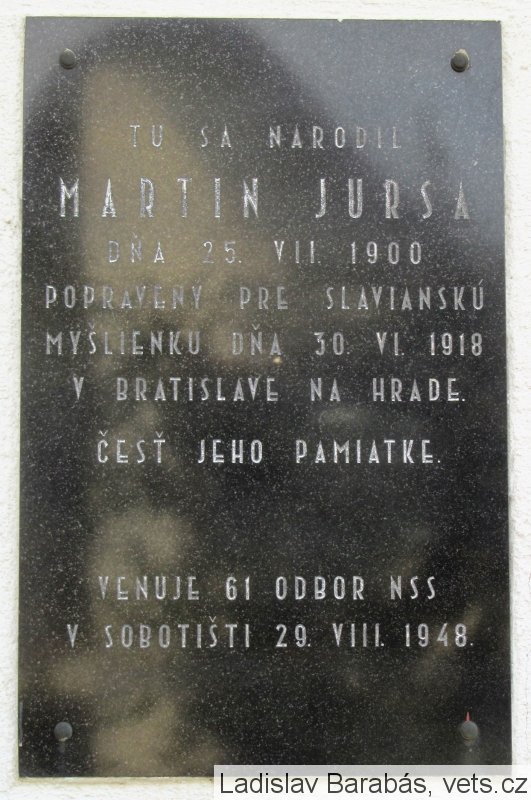 TU SA NARODIL
MARTIN JURSA
DŇA 25. VII. 1900
POPRAVENÝ PRE SLAVIANSKÚ
MYŠLIENKU DŇA 30. VI. 1918
V BRATISLAVE NA HRADE.
ČESŤ JEHO PAMIATKE.
VENUJE 61 ODBOR NSS
V SOBOTIŠTI 29. VIII. 1948.
Ladislav Barabás, vets.cz